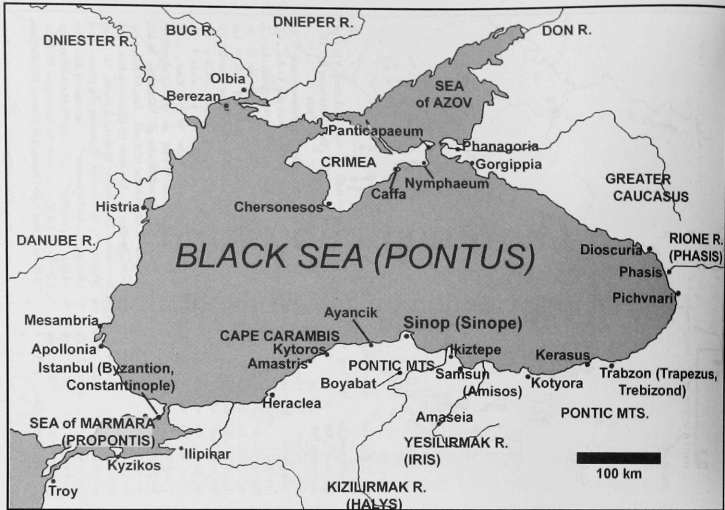 DNIESTER R.
BUG R.
DNIEPER R.
DON R.
Olbia
Berezan
SEA
of AZOV
Panticapaeum
Phanagoria
CRIMEA
Gorgippia
Nymphaeum
Caffa
GREATER
CAUCASUS
Histria
Chersonesos
DANUBE R.
RIONE R.
(PHASIS)
Dioscuria
BLACK SEA (PONTUS)
Phasis
Pichvnari
Ayancik
Mesambria
Sinop (Sinope)
CAPE CARAMBIS
Kytoros
Apollonia
Ikiztepe
Kerasus
Amastris
Istanbul (Byzantion,
Constantinople)
PONTIC MTS
Boyabat
Samsun
(Amisos)
Kotyora
Trabzon (Trapezus,
Trebizond)
Heraclea
PONTIC MTS.
Amaseia
SEA of MARMARA
(PROPONTIS)
YESILIRMAK R.
(IRIS)
Ilipinar
Kyzikos
100 km
Troy
KIZILIRMAK R.
(HALYS)